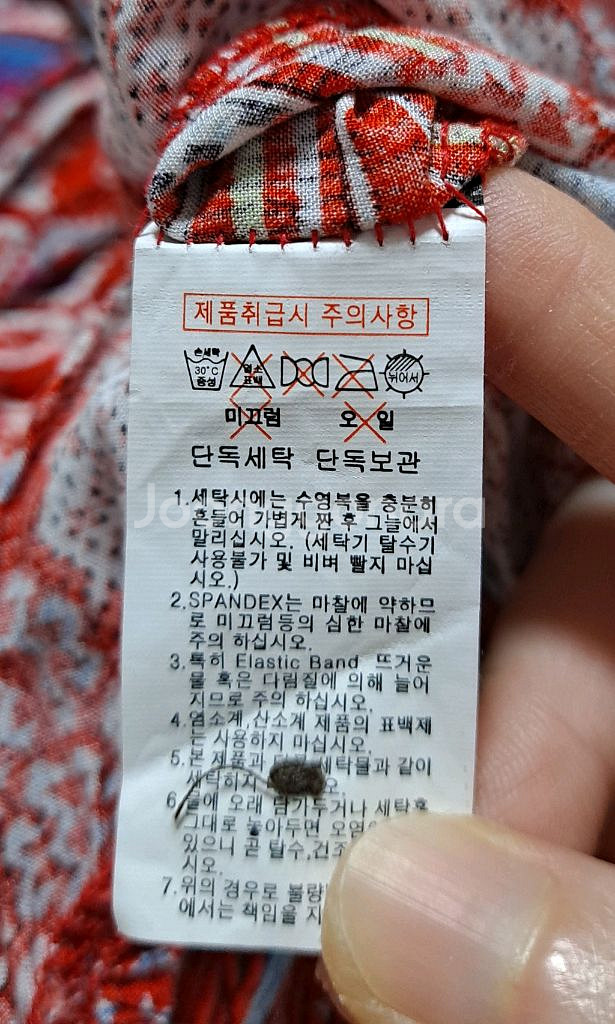 제품취급시 주의사항
손세탁 30°C 중성 염소 표백 뉘어서
미끄럼 오일
단독세탁 단독보관
1.세탁시에는 수영복을 충분히
흔들어 가볍게 짠 후 그늘에서
말리십시오. (세탁기 탈수기
사용불가 및 비벼 빨지 마십
시오.)
2.SPANDEX는 마찰에 약하므
로 미끄럼등의 심한 마찰에
주의 하십시오.
3.특히 Elastic Band 뜨거운
물 혹은 다림질에 의해 늘어
지므로 주의 하십시오.
4.염소계,산소계 제품의 표백제
는 사용하지 마십시오.
5.본 제품과 세탁물과 같이
세탁하지
6.물에 오래 담가두거나 세탁후
그대로 놓아두면
있으니 곧 탈수,건조
시오.
7.위의 경우로
에서는 책임을